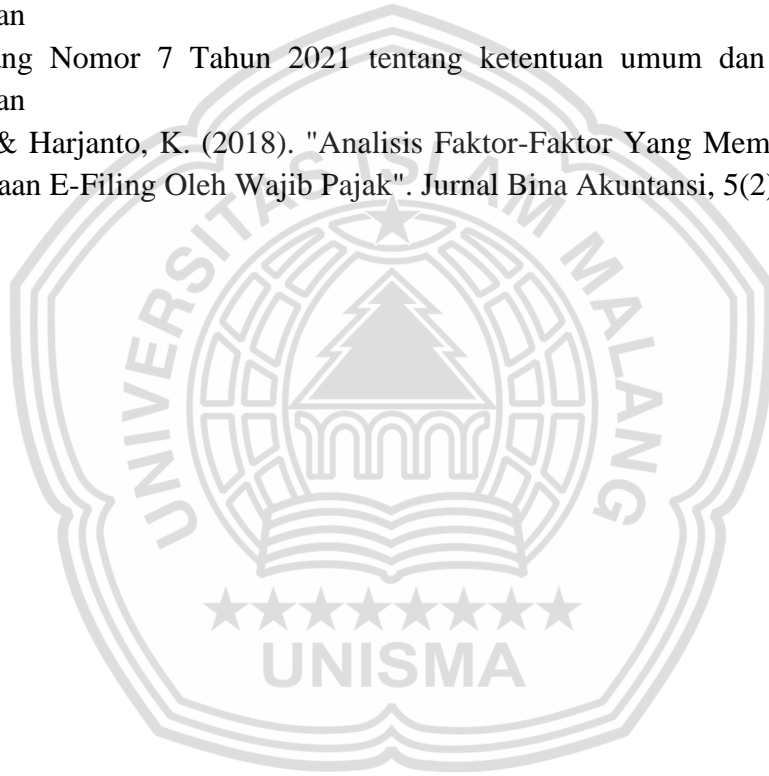 an
ang Nomor 7 Tahun 2021 tentang ketentuan umum dan
an
& Harjanto, K. (2018). "Analisis Faktor-Faktor Yang Mem
aan E-Filing Oleh Wajib Pajak". Jurnal Bina Akuntansi, 5(2)
UNIVERSITAS ISLAM MALANG
UNISMA